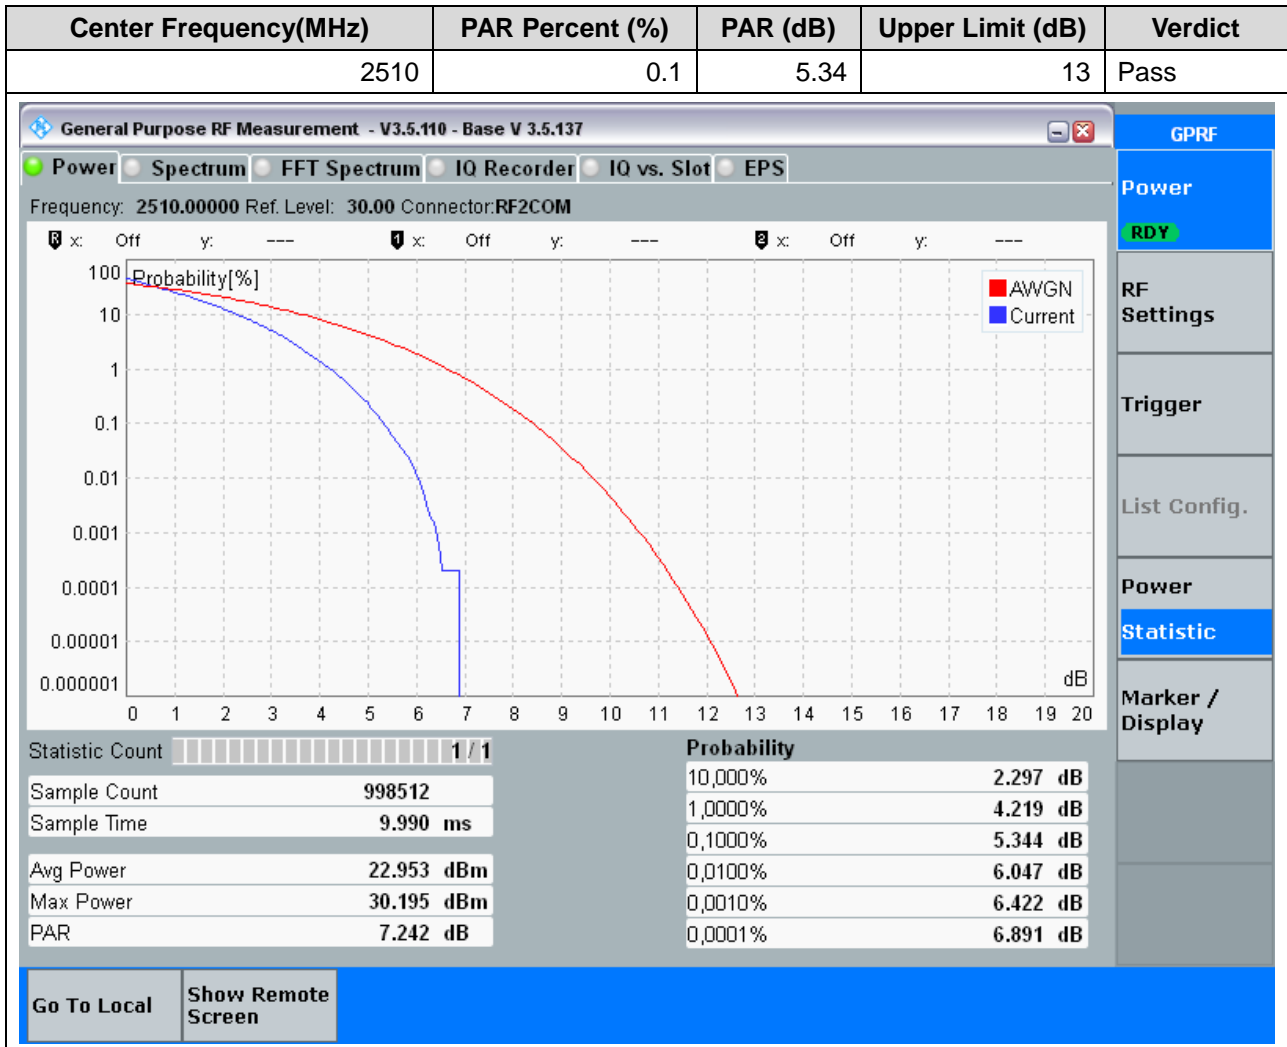 Center Frequency(MHz) PAR Percent (%) PAR (dB) Upper Limit (dB) Verdict
2510 0.1 5.34 13 Pass
General Purpose RF Measurement - V3.5.110 - Base V 3.5.137
GPRF
Power Spectrum FFT Spectrum IQ Recorder IQ vs. Slot EPS
Power
RDY
Frequency: 2510.00000 Ref. Level: 30.00 Connector:RF2COM
R x: Off y: --- 1 x: Off y: --- 2 x: Off y: ---
100 Probability[%]
AWGN
Current
10
1
0.1
0.01
0.001
0.0001
0.00001
0.000001
dB
0 1 2 3 4 5 6 7 8 9 10 11 12 13 14 15 16 17 18 19 20
RF
Settings
Trigger
List Config.
Power
Statistic
Marker /
Display
Statistic Count 1 / 1
Sample Count 998512
Sample Time 9.990 ms
Avg Power 22.953 dBm
Max Power 30.195 dBm
PAR 7.242 dB
Probability
10,000% 2.297 dB
1,0000% 4.219 dB
0,1000% 5.344 dB
0,0100% 6.047 dB
0,0010% 6.422 dB
0,0001% 6.891 dB
Go To Local
Show Remote
Screen